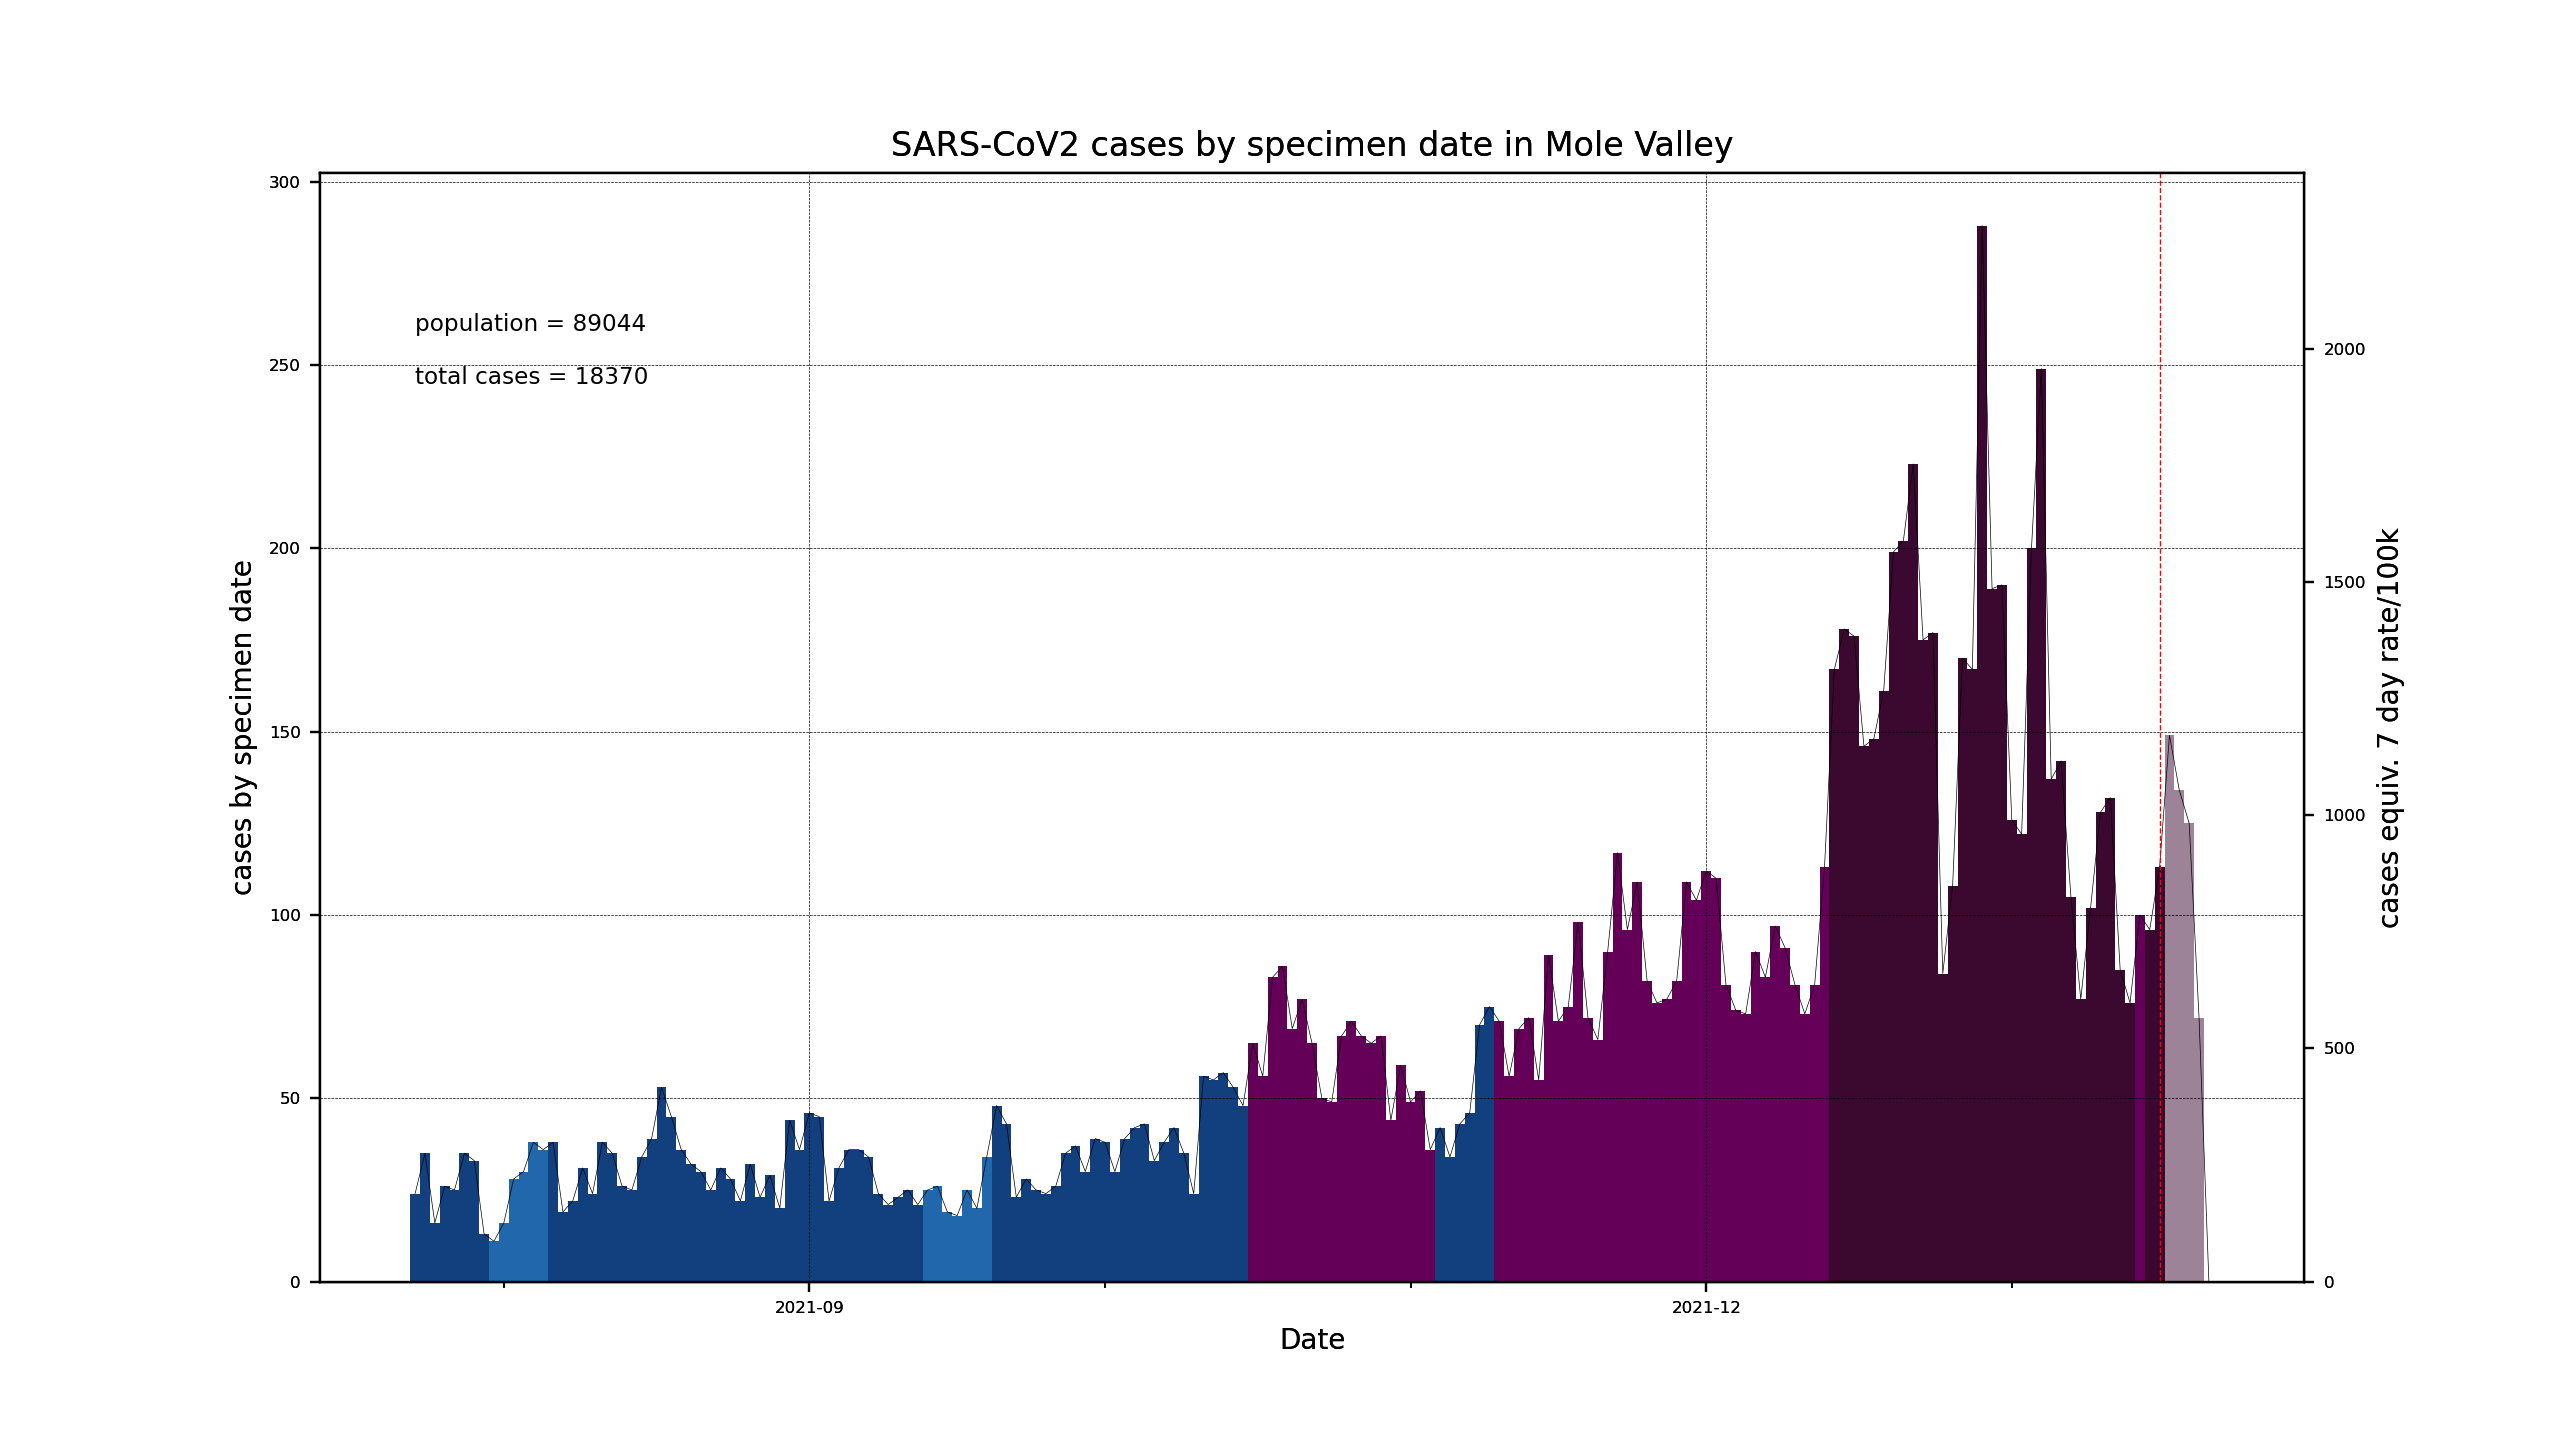 SARS-CoV2 cases by specimen date in Mole Valley
population = 89044
total cases = 18370
cases by specimen date
300
250
200
150
100
50
0
2000
1500
1000
500
0
cases equiv. 7 day rate/100k
2021-09
2021-12
Date